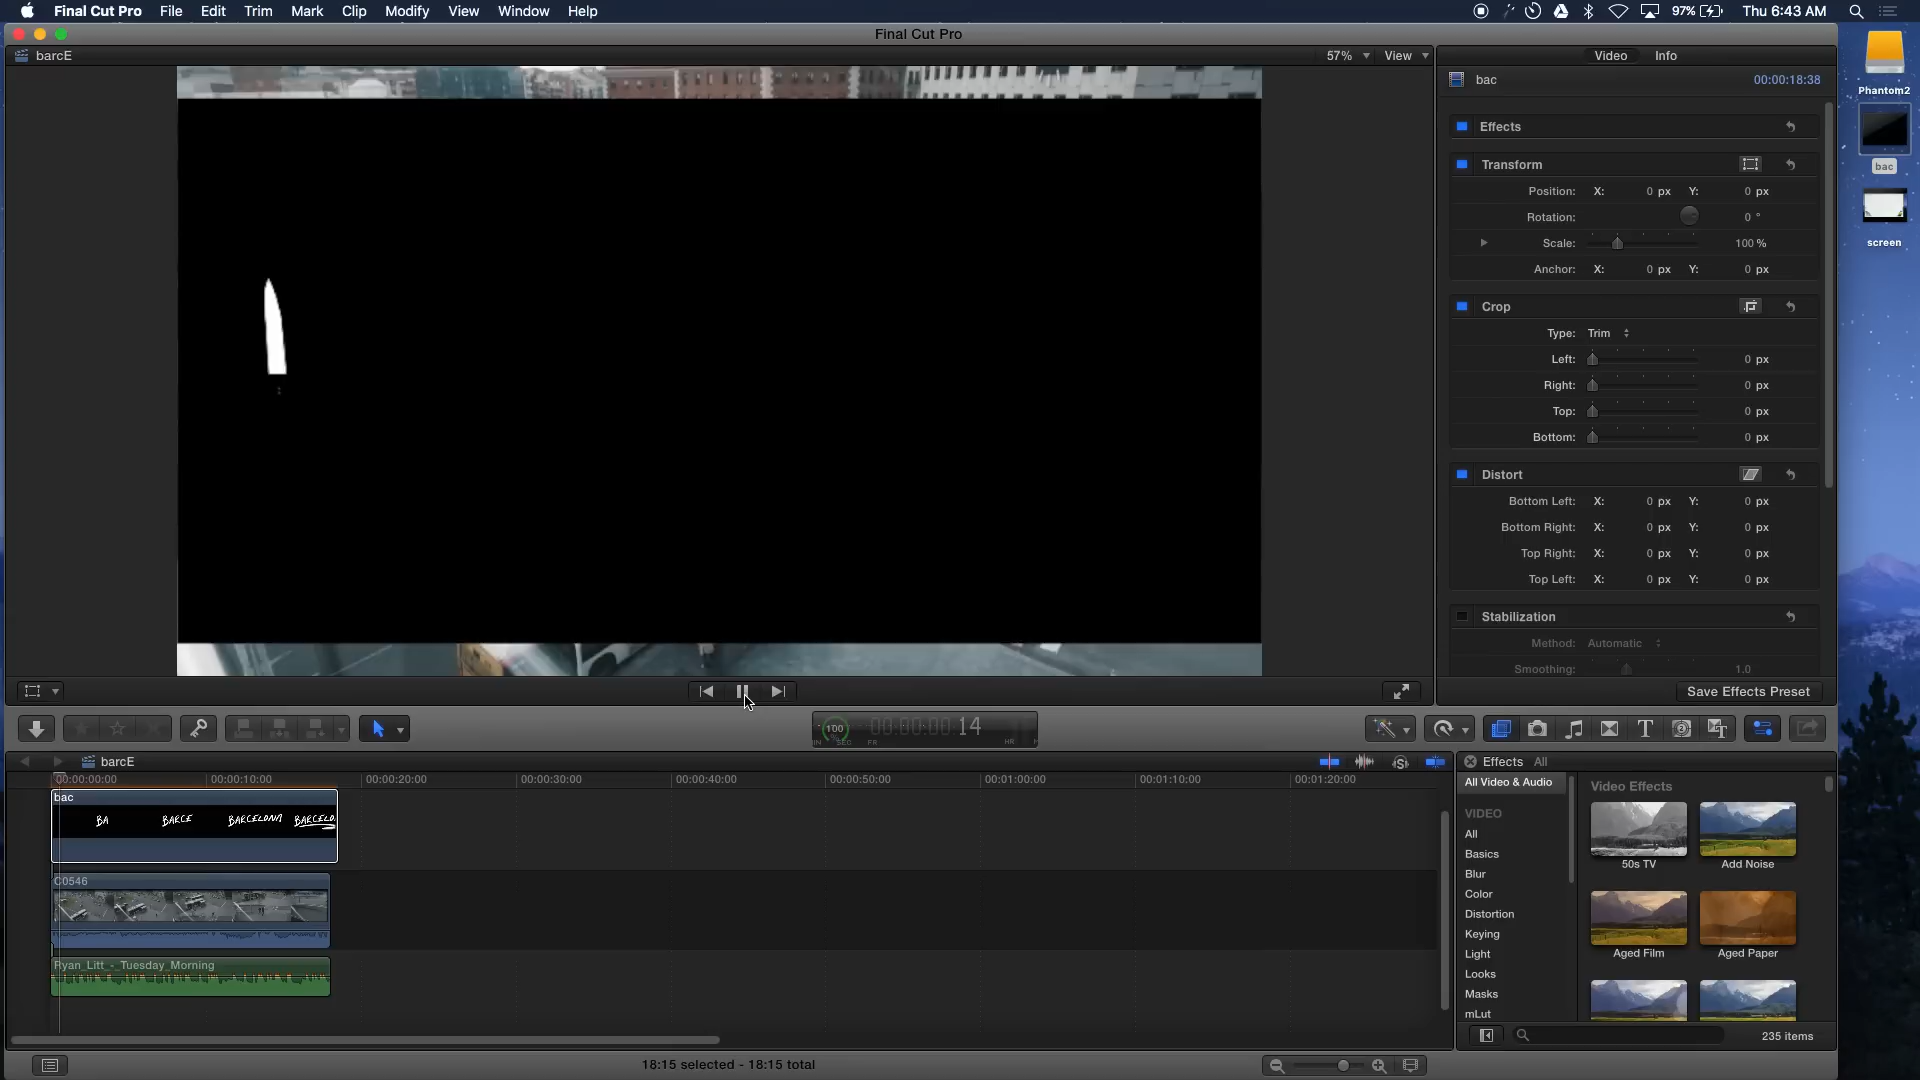 Final Cut Pro File Edit Trim Mark Clip Modify View Window Help 97% Thu 6:43 AM
Final Cut Pro
barcE 57% View Video Info
bac 00:00:18:38
Phantom2
Effects
Transform
bac
Position: X: 0 px Y: 0 px
Rotation: 0 °
Scale: 100 %
screen
Anchor: X: 0 px Y: 0 px
Crop
Type: Trim
Left: 0 px
Right: 0 px
Top: 0 px
Bottom: 0 px
Distort
Bottom Left: X: 0 px Y: 0 px
Bottom Right: X: 0 px Y: 0 px
Top Right: X: 0 px Y: 0 px
Top Left: X: 0 px Y: 0 px
Stabilization
Method: Automatic
Smoothing: 1.0
Save Effects Preset
100 00:00:00:14
SEC FR HR
barcE
00:00:00:00 00:00:10:00 00:00:20:00 00:00:30:00 00:00:40:00 00:00:50:00 00:01:00:00 00:01:10:00 00:01:20:00
bac
BA BARCE BARCELONA BARCELO
C0546
Ryan_Litt_-_Tuesday_Morning
Effects All
All Video & Audio
VIDEO
All
Basics
Blur
Color
Distortion
Keying
Light
Looks
Masks
mLut
Video Effects
50s TV Add Noise
Aged Film Aged Paper
235 items
18:15 selected - 18:15 total